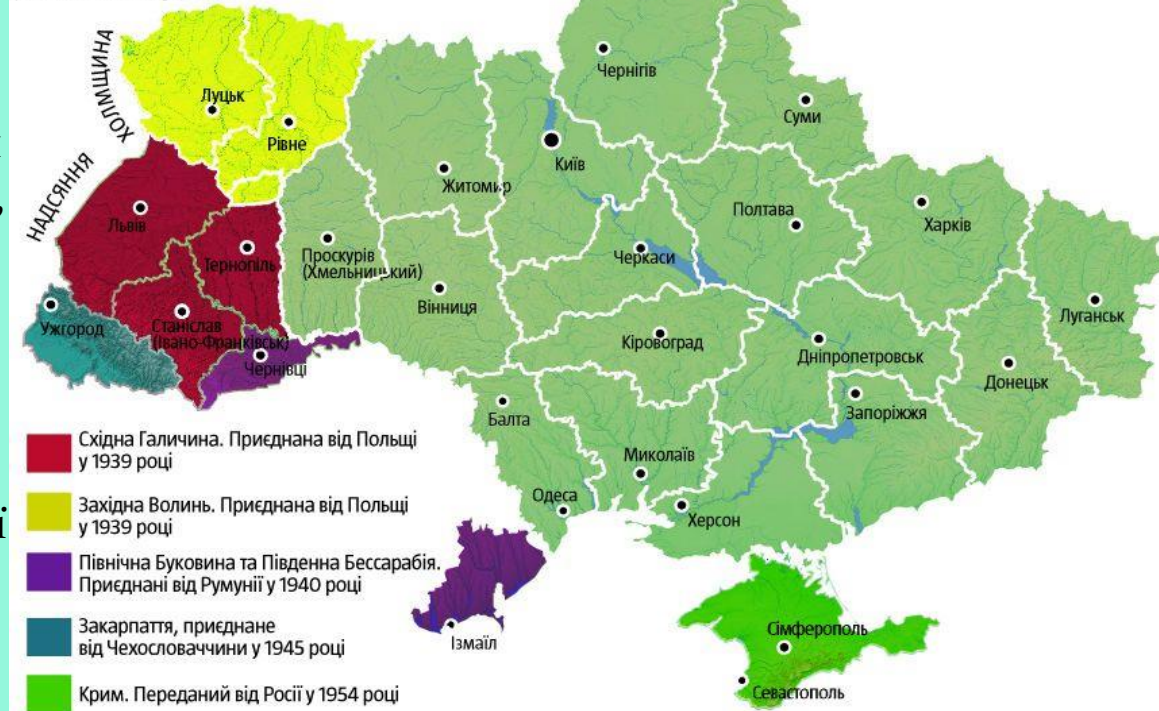 ХОЛМЩИНА
НАДСЯННЯ
Луцьк
Рівне
Львів
Тернопіль
Ужгород
Станіслав
(Івано-Франківськ)
Чернівці
Проскурів
(Хмельницький)
Житомир
Київ
Чернігів
Суми
Вінниця
Черкаси
Полтава
Харків
Кіровоград
Дніпропетровськ
Луганськ
Донецьк
Запоріжжя
Балта
Миколаїв
Одеса
Херсон
Ізмаїл
Сімферополь
Севастополь
Східна Галичина. Приєднана від Польщі
у 1939 році
Західна Волинь. Приєднана від Польщі
у 1939 році
Північна Буковина та Південна Бессарабія.
Приєднані від Румунії у 1940 році
Закарпаття, приєднане
від Чехословаччини у 1945 році
Крим. Переданий від Росії у 1954 році